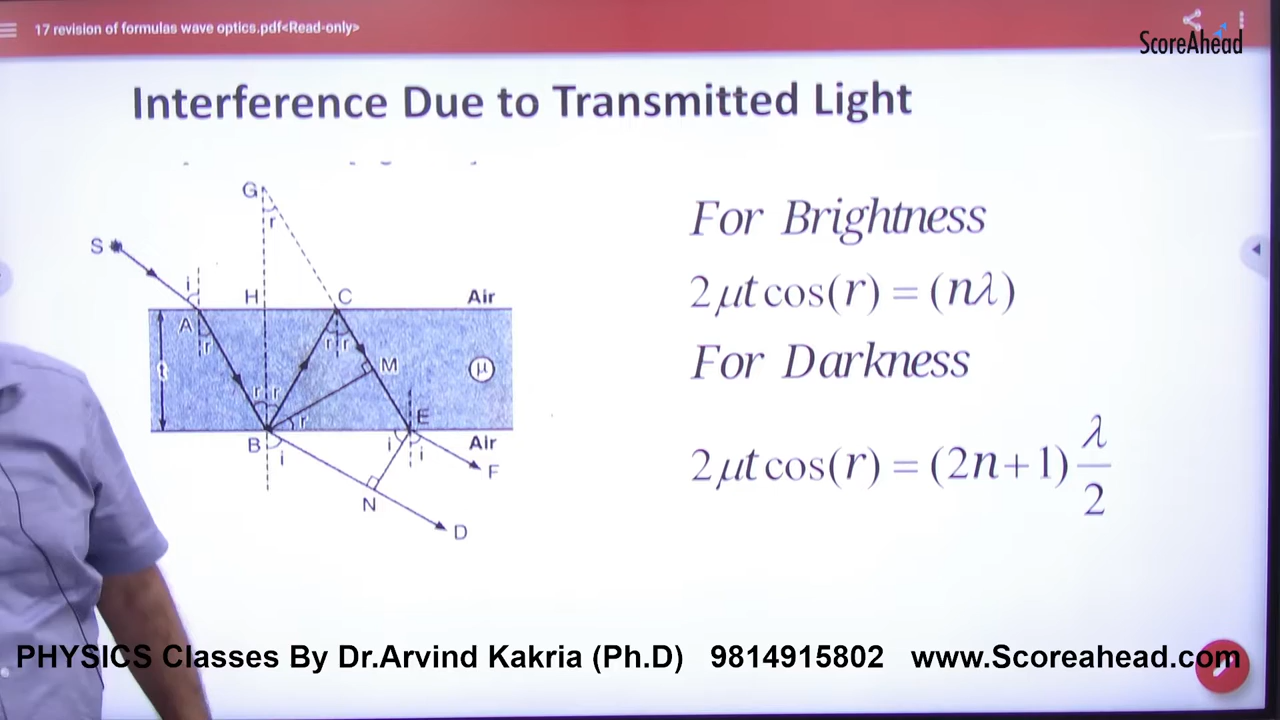 17 revision of formulas wave optics.pdf<Read-only>
ScoreAhead
Interference Due to Transmitted Light
G
r
S
i
H
C
Air
A
r
r r
t
M
μ
r r
r
E
B
i
i
i
Air
F
N
D
For Brightness
2μt cos(r) = (nλ)
For Darkness
2μt cos(r) = (2n+1) λ/2
PHYSICS Classes By Dr.Arvind Kakria (Ph.D) 9814915802 www.Scoreahead.com